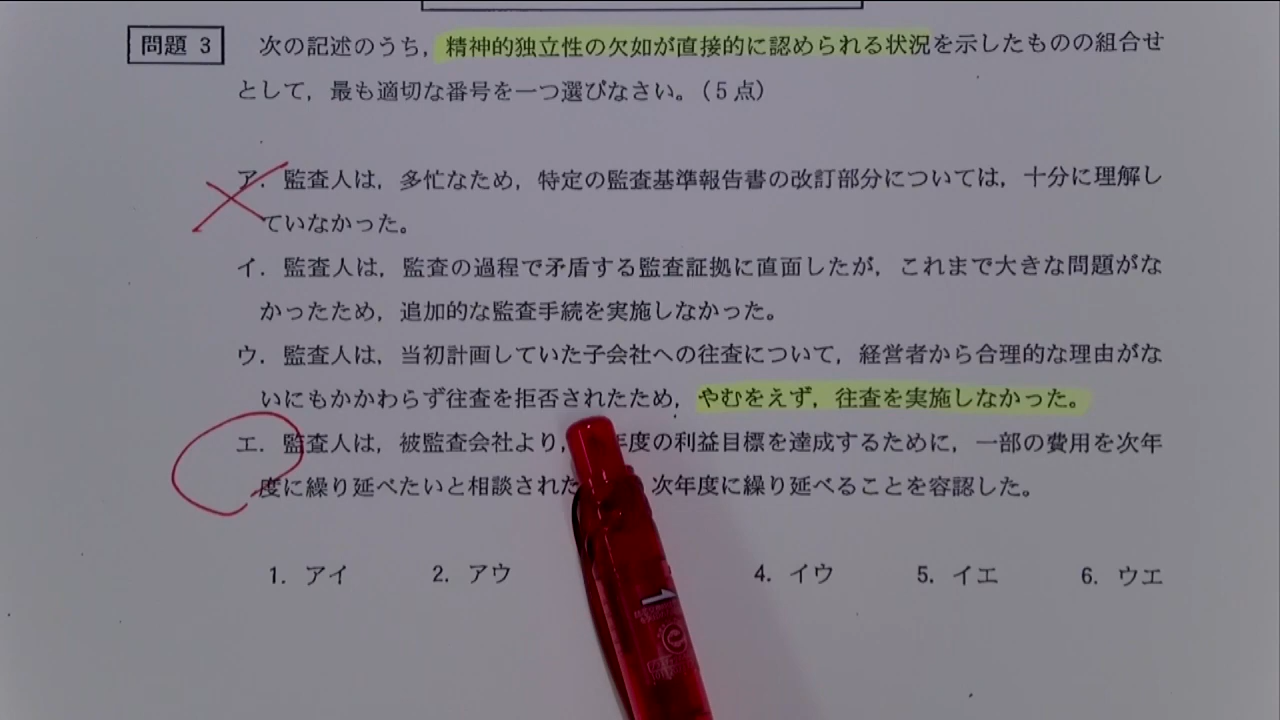 問題 3 次の記述のうち，精神的独立性の欠如が直接的に認められる状況を示したものの組合せ
として，最も適切な番号を一つ選びなさい。（5点）
ア．監査人は，多忙なため，特定の監査基準報告書の改訂部分については，十分に理解し
ていなかった。
イ．監査人は，監査の過程で矛盾する監査証拠に直面したが，これまで大きな問題がな
かったため，追加的な監査手続を実施しなかった。
ウ．監査人は，当初計画していた子会社への往査について，経営者から合理的な理由がな
いにもかかわらず往査を拒否されたため，やむをえず，往査を実施しなかった。
エ．監査人は，被監査会社より，年度の利益目標を達成するために，一部の費用を次年
度に繰り延べたいと相談された 次年度に繰り延べることを容認した。
1．アイ 2．アウ 4．イウ 5．イエ 6．ウエ